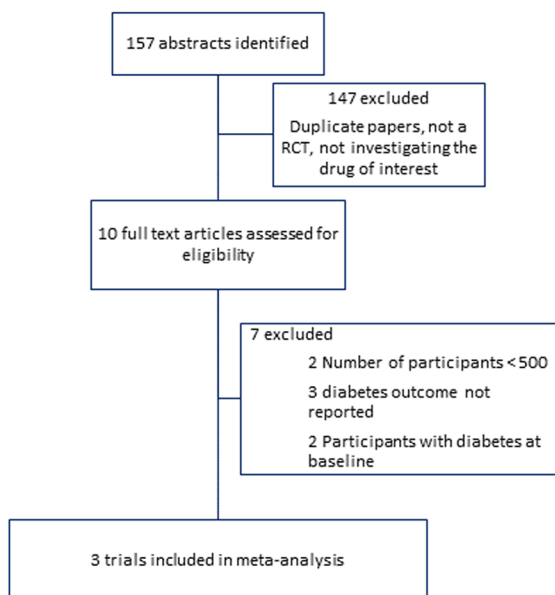 157 abstracts identified
147 excluded
Duplicate papers, not a
RCT, not investigating the
drug of interest
10 full text articles assessed for
eligibility
7 excluded
2 Number of participants <500
3 diabetes outcome not
reported
2 Participants with diabetes at
baseline
3 trials included in meta-analysis